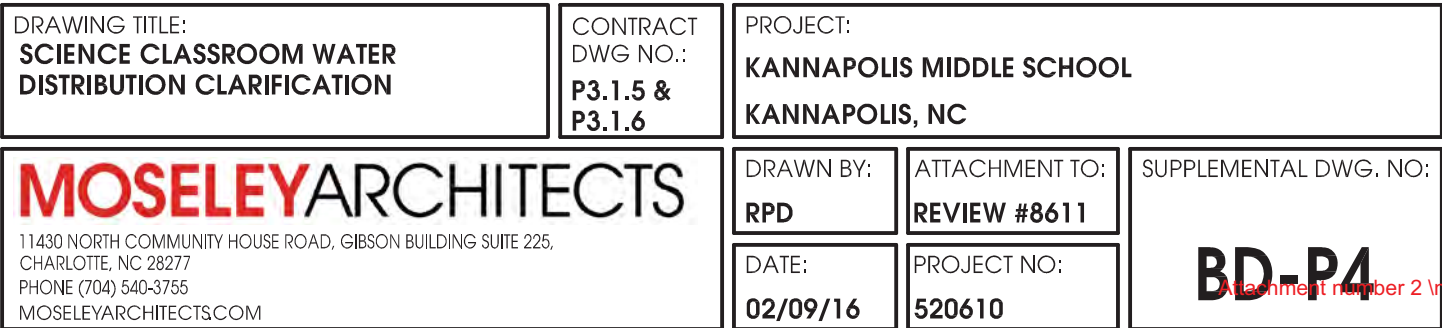 DRAWING TITLE:
SCIENCE CLASSROOM WATER
DISTRIBUTION CLARIFICATION
CONTRACT
DWG NO.:
P3.1.5 &
P3.1.6
PROJECT:
KANNAPOLIS MIDDLE SCHOOL
KANNAPOLIS, NC
MOSELEYARCHITECTS
11430 NORTH COMMUNITY HOUSE ROAD, GIBSON BUILDING SUITE 225,
CHARLOTTE, NC 28277
PHONE (704) 540-3755
MOSELEYARCHITECTS.COM
DRAWN BY:
RPD
ATTACHMENT TO:
REVIEW #8611
DATE:
02/09/16
PROJECT NO:
520610
SUPPLEMENTAL DWG. NO:
BD-P4
Attachment number 2 \n